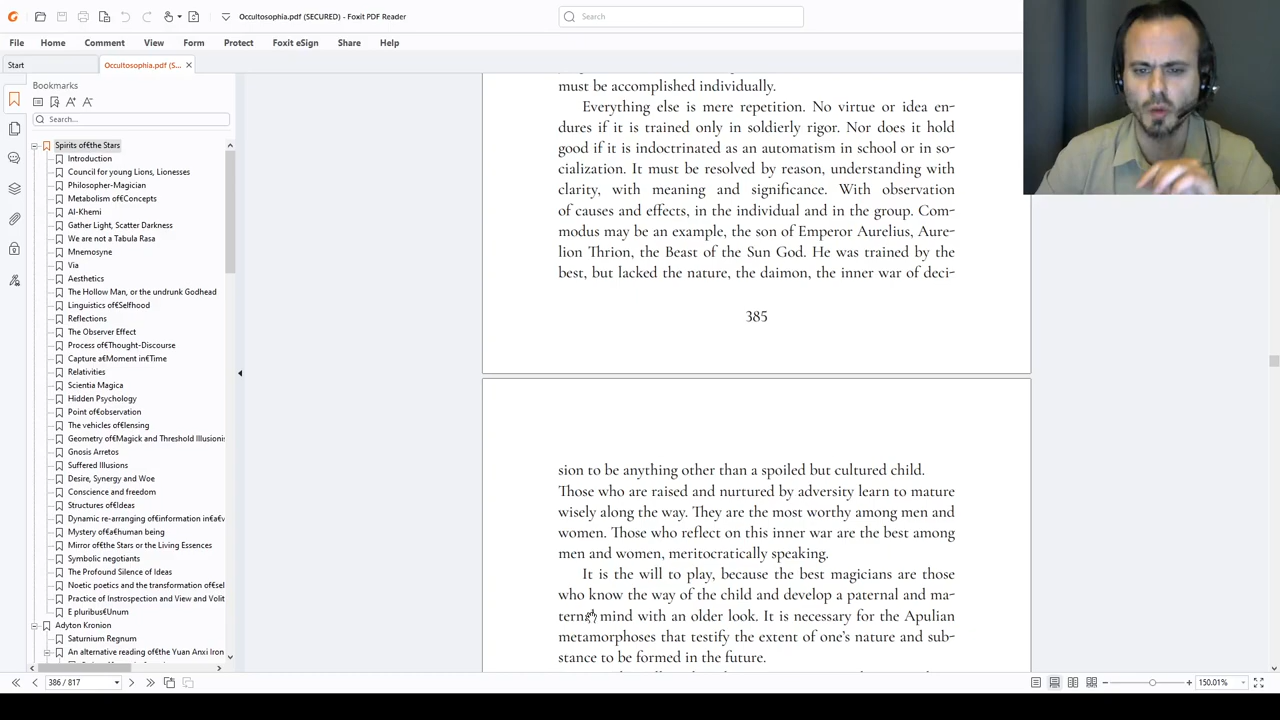 Occultosophia.pdf (SECURED) - Foxit PDF Reader
Search
File Home Comment View Form Protect Foxit eSign Share Help
Start
Occultosophia.pdf (S...
Bookmarks
Search...
Spirits of€the Stars
Introduction
Council for young Lions, Lionesses
Philosopher-Magician
Metabolism of€Concepts
Al-Khemi
Gather Light, Scatter Darkness
We are not a Tabula Rasa
Mnemosyne
Via
Aesthetics
The Hollow Man, or the undrunk Godhead
Linguistics of€Selfhood
Reflections
The Observer Effect
Process of€Thought-Discourse
Capture a€Moment in€Time
Relativities
Scientia Magica
Hidden Psychology
Point of€observation
The vehicles of€lensing
Geometry of€Magick and Threshold Illusionis
Gnosis Arretos
Suffered Illusions
Desire, Synergy and Woe
Conscience and freedom
Structures of€Ideas
Dynamic re-arranging of€information in€a€v
Mystery of€a€human being
Mirror of€the Stars or the Living Essences
Symbolic negotiants
The Profound Silence of Ideas
Noetic poetics and the transformation of€sel
Practice of Instrospection and View and Volit
E pluribus€Unum
Adyton Kronion
Saturnium Regnum
An alternative reading of€the Yuan Anxi Iron
must be accomplished individually.
Everything else is mere repetition. No virtue or idea en-
dures if it is trained only in soldierly rigor. Nor does it hold
good if it is indoctrinated as an automatism in school or in so-
cialization. It must be resolved by reason, understanding with
clarity, with meaning and significance. With observation
of causes and effects, in the individual and in the group. Com-
modus may be an example, the son of Emperor Aurelius, Aure-
lion Thrion, the Beast of the Sun God. He was trained by the
best, but lacked the nature, the daimon, the inner war of deci-
385
sion to be anything other than a spoiled but cultured child.
Those who are raised and nurtured by adversity learn to mature
wisely along the way. They are the most worthy among men and
women. Those who reflect on this inner war are the best among
men and women, meritocratically speaking.
It is the will to play, because the best magicians are those
who know the way of the child and develop a paternal and ma-
ternal mind with an older look. It is necessary for the Apulian
metamorphoses that testify the extent of one's nature and sub-
stance to be formed in the future.
386 / 817
150.01%